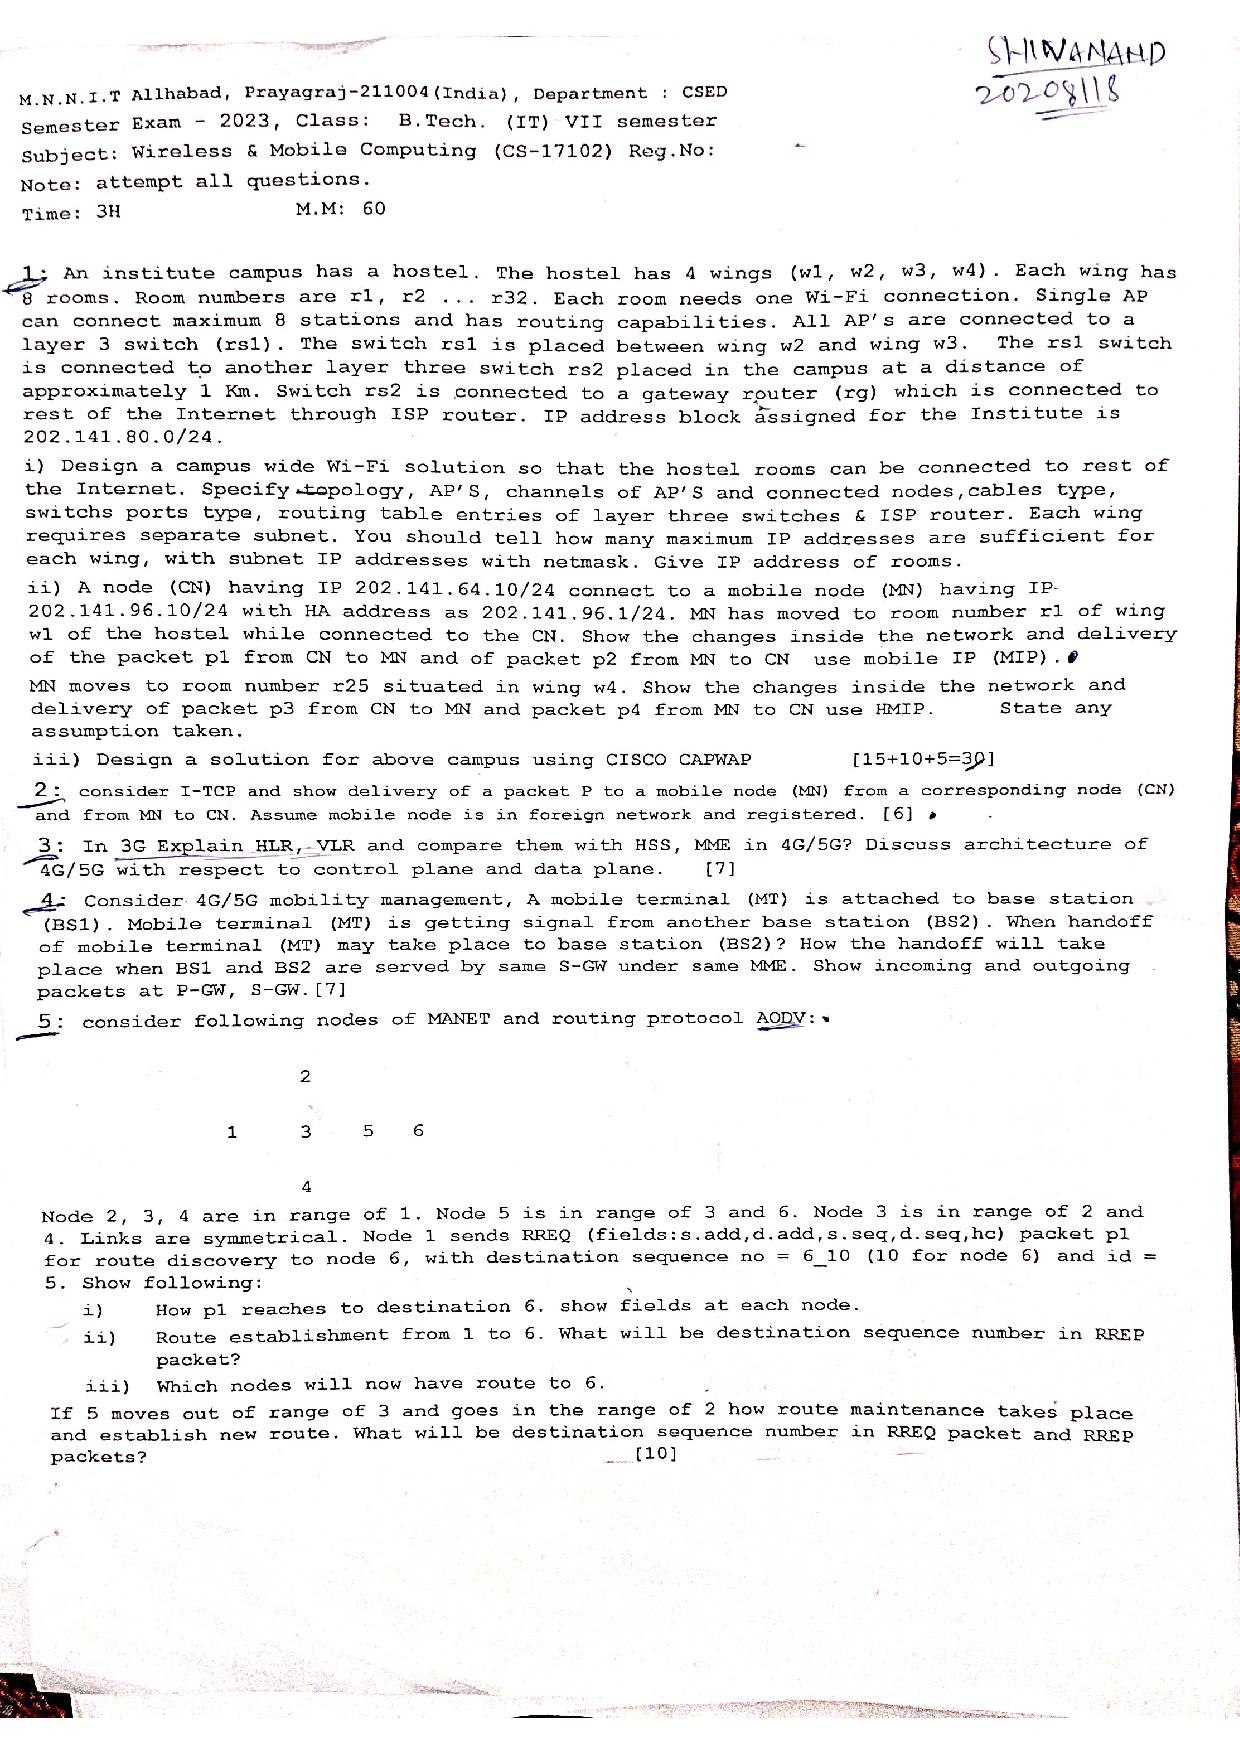 SHIVANAND
20208118
M.N.N.I.T Allhabad, Prayagraj-211004(India), Department : CSED
Semester Exam - 2023, Class: B.Tech. (IT) VII semester
Subject: Wireless & Mobile Computing (CS-17102) Reg.No:
Note: attempt all questions.
Time: 3H M.M: 60
1: An institute campus has a hostel. The hostel has 4 wings (w1, w2, w3, w4). Each wing has
8 rooms. Room numbers are r1, r2 ... r32. Each room needs one Wi-Fi connection. Single AP
can connect maximum 8 stations and has routing capabilities. All AP's are connected to a
layer 3 switch (rs1). The switch rs1 is placed between wing w2 and wing w3. The rs1 switch
is connected to another layer three switch rs2 placed in the campus at a distance of
approximately 1 Km. Switch rs2 is connected to a gateway router (rg) which is connected to
rest of the Internet through ISP router. IP address block assigned for the Institute is
202.141.80.0/24.
i) Design a campus wide Wi-Fi solution so that the hostel rooms can be connected to rest of
the Internet. Specify topology, AP'S, channels of AP'S and connected nodes,cables type,
switchs ports type, routing table entries of layer three switches & ISP router. Each wing
requires separate subnet. You should tell how many maximum IP addresses are sufficient for
each wing, with subnet IP addresses with netmask. Give IP address of rooms.
ii) A node (CN) having IP 202.141.64.10/24 connect to a mobile node (MN) having IP-
202.141.96.10/24 with HA address as 202.141.96.1/24. MN has moved to room number r1 of wing
w1 of the hostel while connected to the CN. Show the changes inside the network and delivery
of the packet p1 from CN to MN and of packet p2 from MN to CN use mobile IP (MIP).
MN moves to room number r25 situated in wing w4. Show the changes inside the network and
delivery of packet p3 from CN to MN and packet p4 from MN to CN use HMIP. State any
assumption taken.
iii) Design a solution for above campus using CISCO CAPWAP [15+10+5=30]
2: consider I-TCP and show delivery of a packet P to a mobile node (MN) from a corresponding node (CN)
and from MN to CN. Assume mobile node is in foreign network and registered. [6]
3: In 3G Explain HLR, VLR and compare them with HSS, MME in 4G/5G? Discuss architecture of
4G/5G with respect to control plane and data plane. [7]
4: Consider 4G/5G mobility management, A mobile terminal (MT) is attached to base station
(BS1). Mobile terminal (MT) is getting signal from another base station (BS2). When handoff
of mobile terminal (MT) may take place to base station (BS2)? How the handoff will take
place when BS1 and BS2 are served by same S-GW under same MME. Show incoming and outgoing
packets at P-GW, S-GW.[7]
5: consider following nodes of MANET and routing protocol AODV:
2
1 3 5 6
4
Node 2, 3, 4 are in range of 1. Node 5 is in range of 3 and 6. Node 3 is in range of 2 and
4. Links are symmetrical. Node 1 sends RREQ (fields:s.add,d.add,s.seq,d.seq,hc) packet p1
for route discovery to node 6, with destination sequence no = 6_10 (10 for node 6) and id =
5. Show following:
i) How p1 reaches to destination 6. show fields at each node.
ii) Route establishment from 1 to 6. What will be destination sequence number in RREP
packet?
iii) Which nodes will now have route to 6.
If 5 moves out of range of 3 and goes in the range of 2 how route maintenance takes place
and establish new route. What will be destination sequence number in RREQ packet and RREP
packets? [10]